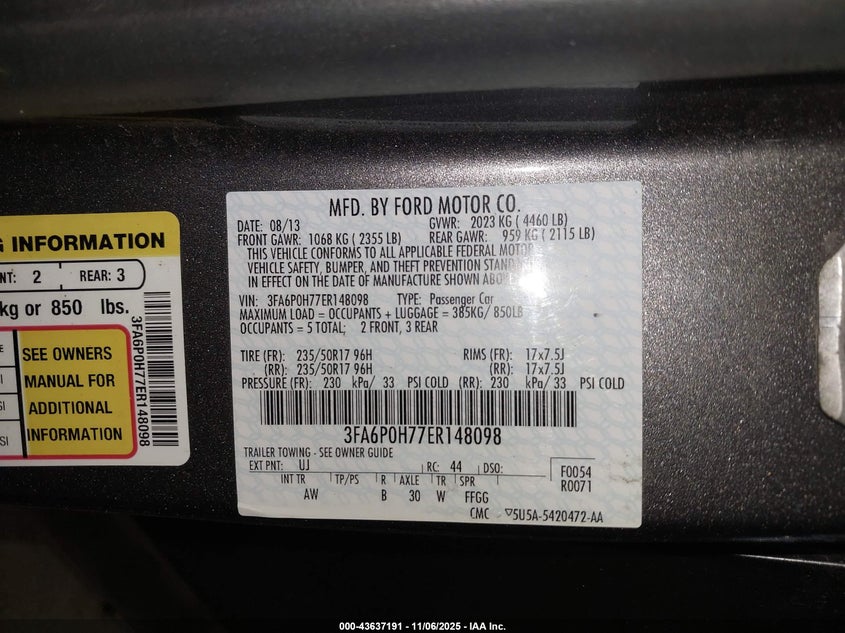 MFD. BY FORD MOTOR CO.
DATE: 08/13 GVWR: 2023 KG ( 4460 LB)
FRONT GAWR: 1068 KG ( 2355 LB) REAR GAWR: 959 KG ( 2115 LB)
THIS VEHICLE CONFORMS TO ALL APPLICABLE FEDERAL MOTOR
VEHICLE SAFETY, BUMPER, AND THEFT PREVENTION STAND
IN EFFECT ON THE DATE OF MANUFACTURE SHOWN ABO
VIN: 3FA6P0H77ER148098 TYPE: Passenger Car
MAXIMUM LOAD = OCCUPANTS + LUGGAGE = 385KG/ 850LB
OCCUPANTS = 5 TOTAL; 2 FRONT, 3 REAR
TIRE (FR): 235/50R17 96H RIMS (FR): 17x7.5J
(RR): 235/50R17 96H (RR): 17x7.5J
PRESSURE (FR): 230 kPa/ 33 PSI COLD (RR): 230 kPa/ 33 PSI COLD
3FA6P0H77ER148098
TRAILER TOWING - SEE OWNER GUIDE
EXT PNT: UJ RC: 44 DSO:
F0054
R0071
INT TR TP/PS R AXLE TR SPR
AW B 30 W FFGG
CMC ▽5U5A-5420472-AA
G INFORMATION
NT: 2 REAR: 3
kg or 850 lbs.
SEE OWNERS
MANUAL FOR
ADDITIONAL
INFORMATION
SI
SI
3FA6P0H77ER148098
000-43637191 - 11/06/2025 - IAA Inc.